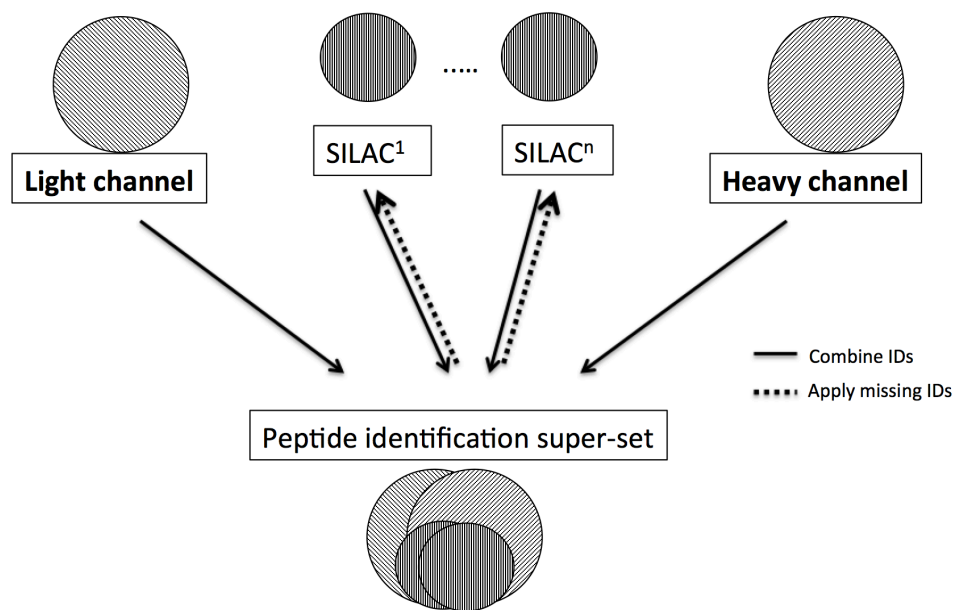 .....
SILAC¹
SILACⁿ
Light channel
Heavy channel
Combine IDs
Apply missing IDs
Peptide identification super-set